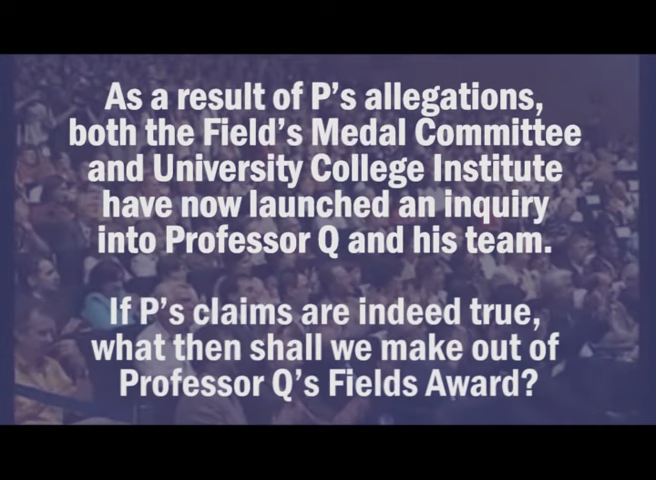 As a result of P's allegations,
both the Field's Medal Committee
and University College Institute
have now launched an inquiry
into Professor Q and his team.
If P's claims are indeed true,
what then shall we make out of
Professor Q's Fields Award?